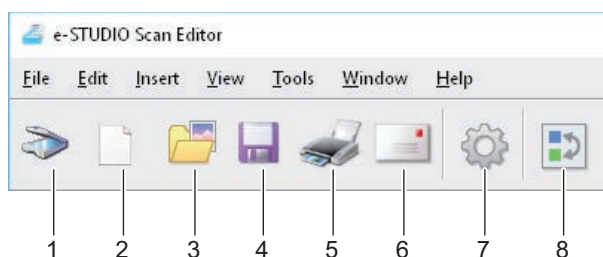 e-STUDIO Scan Editor
File Edit Insert View Tools Window Help
1 2 3 4 5 6 7 8